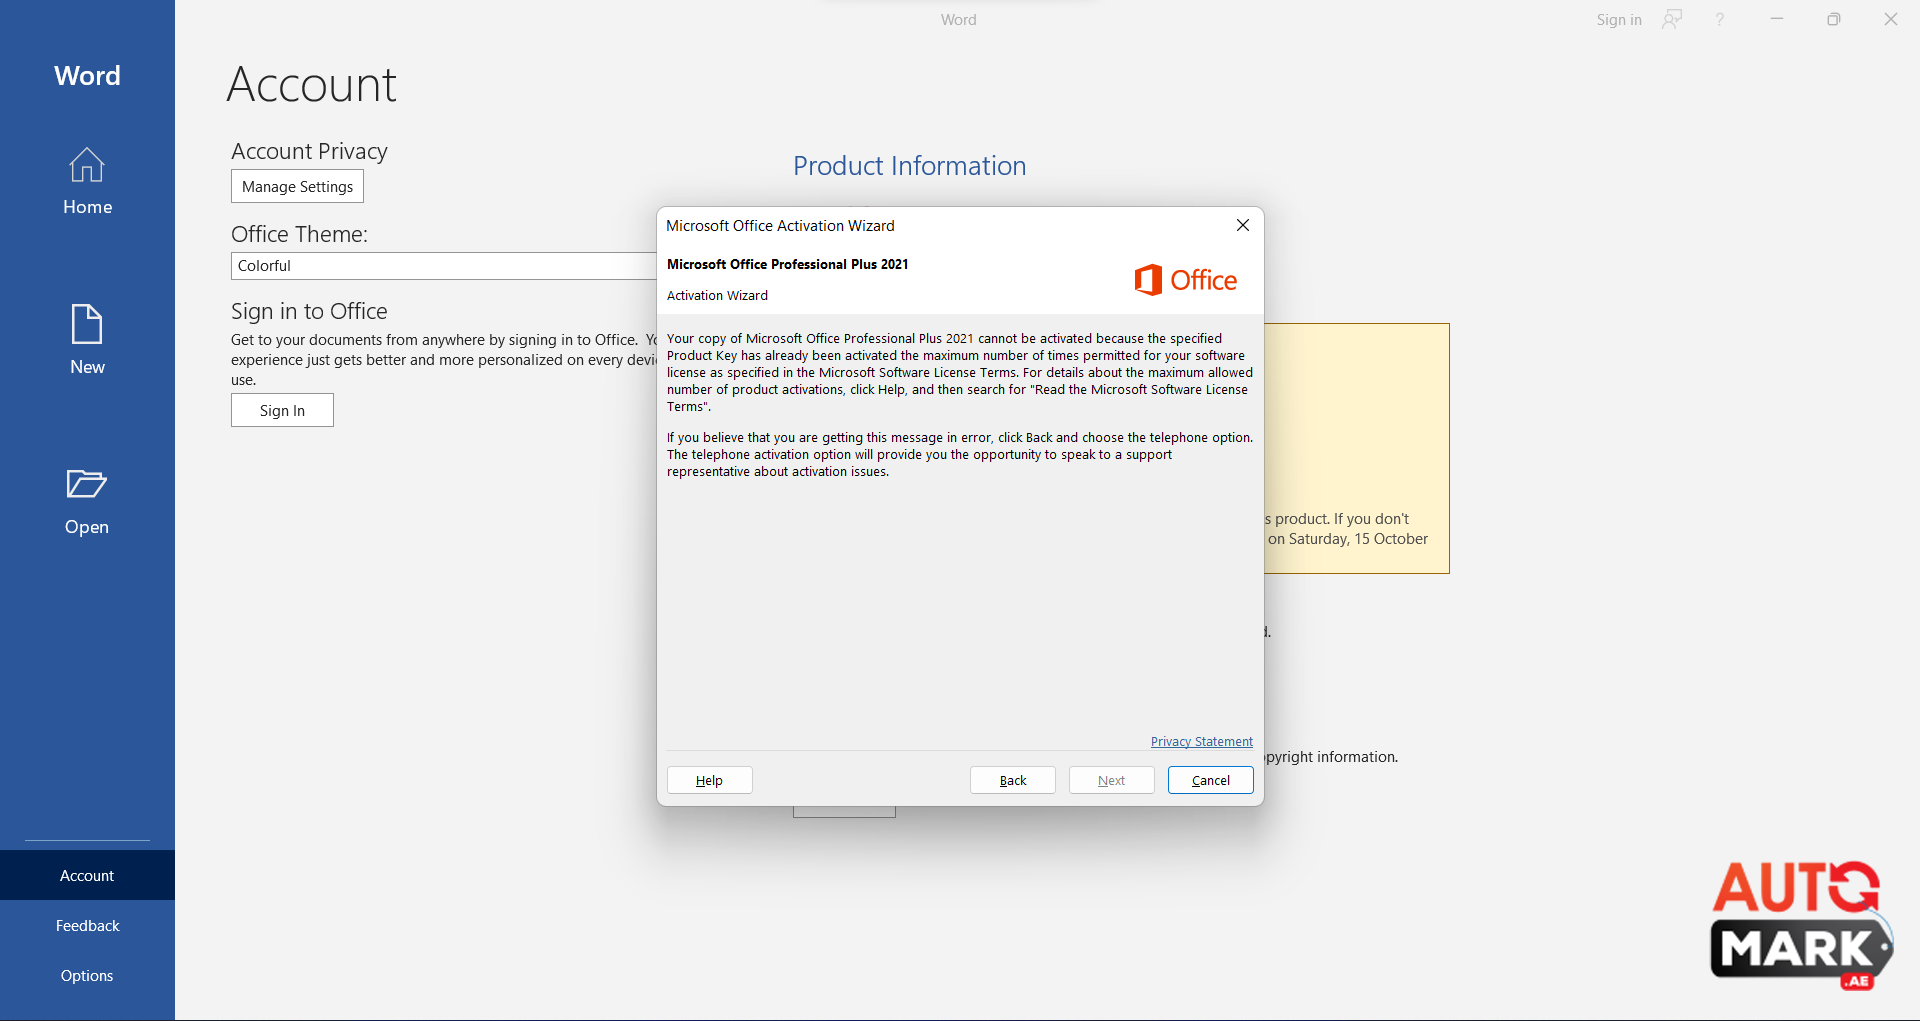 Word
Sign in
?
Word
Home
New
Open
Account
Feedback
Options
Account
Account Privacy
Manage Settings
Office Theme:
Colorful
Sign in to Office
Get to your documents from anywhere by signing in to Office.
experience just gets better and more personalized on every
use.
Sign In
Product Information
Microsoft Office Activation Wizard
Microsoft Office Professional Plus 2021
Activation Wizard
Office
Your copy of Microsoft Office Professional Plus 2021 cannot be activated because the specified
Product Key has already been activated the maximum number of times permitted for your software
license as specified in the Microsoft Software License Terms. For details about the maximum allowed
number of product activations, click Help, and then search for "Read the Microsoft Software License
Terms".
If you believe that you are getting this message in error, click Back and choose the telephone option.
The telephone activation option will provide you the opportunity to speak to a support
representative about activation issues.
Privacy Statement
Help
Back
Next
Cancel
s product. If you don't
on Saturday, 15 October
pyright information.
AUTO
MARK
.AE